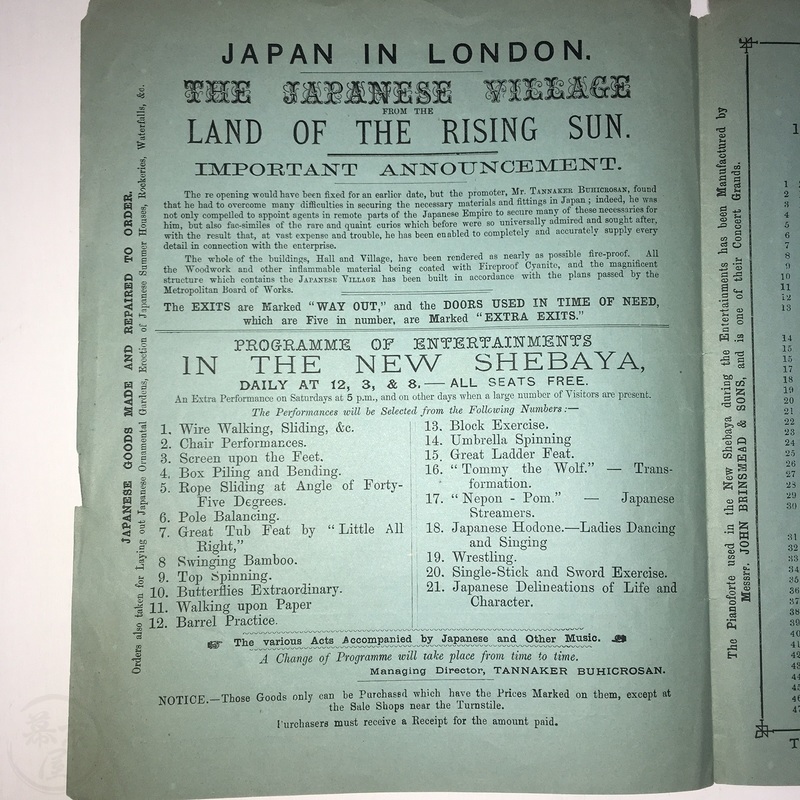 JAPAN IN LONDON.
THE JAPANESE VILLAGE
FROM THE
LAND OF THE RISING SUN.
IMPORTANT ANNOUNCEMENT.
The re opening would have been fixed for an earlier date, but the promoter, Mr. TANNAKER BUHICROSAN, found
that he had to overcome many difficulties in securing the necessary materials and fittings in Japan; indeed, he was
not only compelled to appoint agents in remote parts of the Japanese Empire to secure many of these necessaries for
him, but also fac-similes of the rare and quaint curios which before were so universally admired and sought after,
with the result that, at vast expense and trouble, he has been enabled to completely and accurately supply every
detail in connection with the enterprise.
The whole of the buildings, Hall and Village, have been rendered as nearly as possible fire-proof. All
the Woodwork and other inflammable material being coated with Fireproof Cyanite, and the magnificent
structure which contains the JAPANESE VILLAGE has been built in accordance with the plans passed by the
Metropolitan Board of Works.
The EXITS are Marked "WAY OUT," and the DOORS USED IN TIME OF NEED,
which are Five in number, are Marked "EXTRA EXITS."
PROGRAMME OF ENTERTAINMENTS
IN THE NEW SHEBAYA,
DAILY AT 12, 3, & 8.—ALL SEATS FREE.
An Extra Performance on Saturdays at 5 p.m., and on other days when a large number of Visitors are present.
The Performances will be Selected from the Following Numbers:—
1. Wire Walking, Sliding, &c.
2. Chair Performances.
3. Screen upon the Feet.
4. Box Piling and Bending.
5. Rope Sliding at Angle of Forty-
Five Degrees.
6. Pole Balancing.
7. Great Tub Feat by "Little All
Right,"
8 Swinging Bamboo.
9. Top Spinning.
10. Butterflies Extraordinary.
11. Walking upon Paper
12. Barrel Practice.
13. Block Exercise.
14. Umbrella Spinning
15. Great Ladder Feat.
16. "Tommy the Wolf." — Trans-
formation.
17. "Nepon - Pom." — Japanese
Streamers.
18. Japanese Hodone.—Ladies Dancing
and Singing
19. Wrestling.
20. Single-Stick and Sword Exercise.
21. Japanese Delineations of Life and
Character.
The various Acts Accompanied by Japanese and Other Music.
A Change of Programme will take place from time to time.
Managing Director, TANNAKER BUHICROSAN.
NOTICE.—Those Goods only can be Purchased which have the Prices Marked on them, except at
the Sale Shops near the Turnstile.
Purchasers must receive a Receipt for the amount paid.
JAPANESE GOODS MADE AND REPAIRED TO ORDER.
Orders also taken for Laying out Japanese Ornamental Gardens, Erection of Japanese Summer Houses, Rockeries, Waterfalls, &c.
The Pianoforte used in the New Shebaya during the Entertainments has been Manufactured by
Messrs. JOHN BRINSMEAD & SONS, and is one of their Concert Grands.